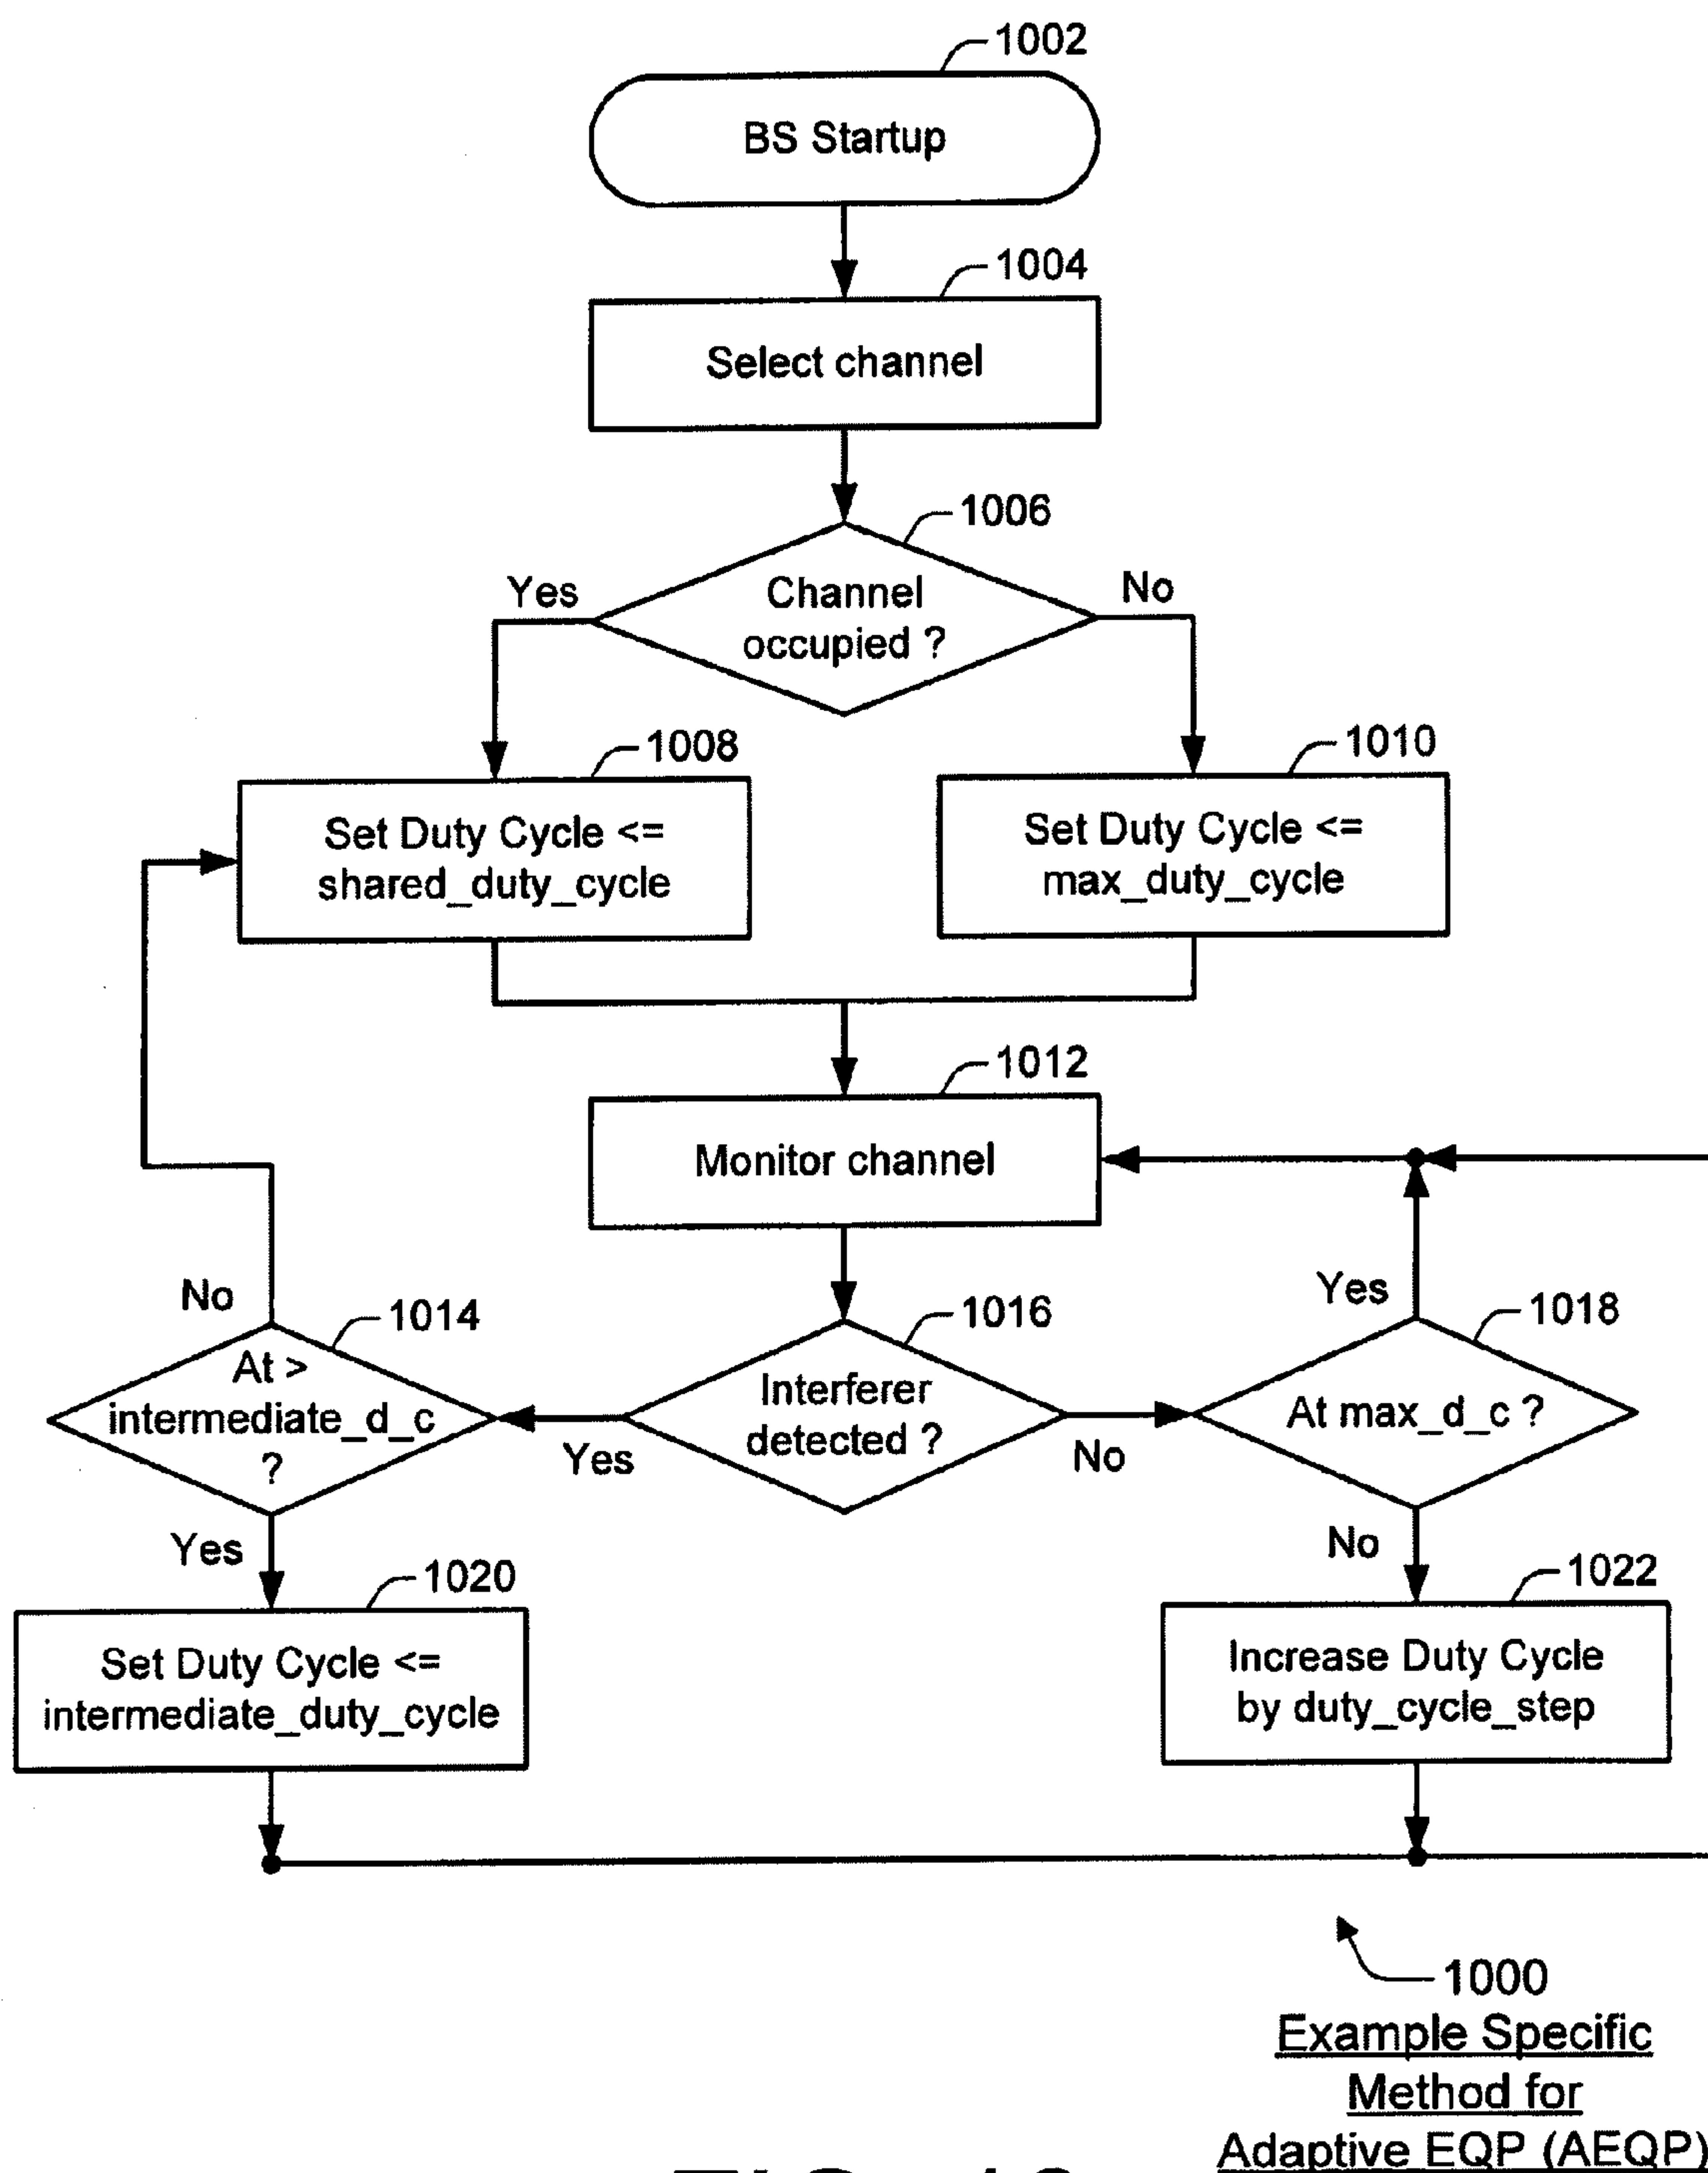 1002
BS Startup
1004
Select channel
1006
Yes
Channel
occupied ?
No
1008
Set Duty Cycle <=
shared_duty_cycle
1010
Set Duty Cycle <=
max_duty_cycle
1012
Monitor channel
No
1014
At >
intermediate_d_c
?
Yes
1016
Interferer
detected ?
Yes
No
1018
At max_d_c ?
Yes
No
1020
Set Duty Cycle <=
intermediate_duty_cycle
1022
Increase Duty Cycle
by duty_cycle_step
1000
Example Specific
Method for
Adaptive EQP (AEQP)